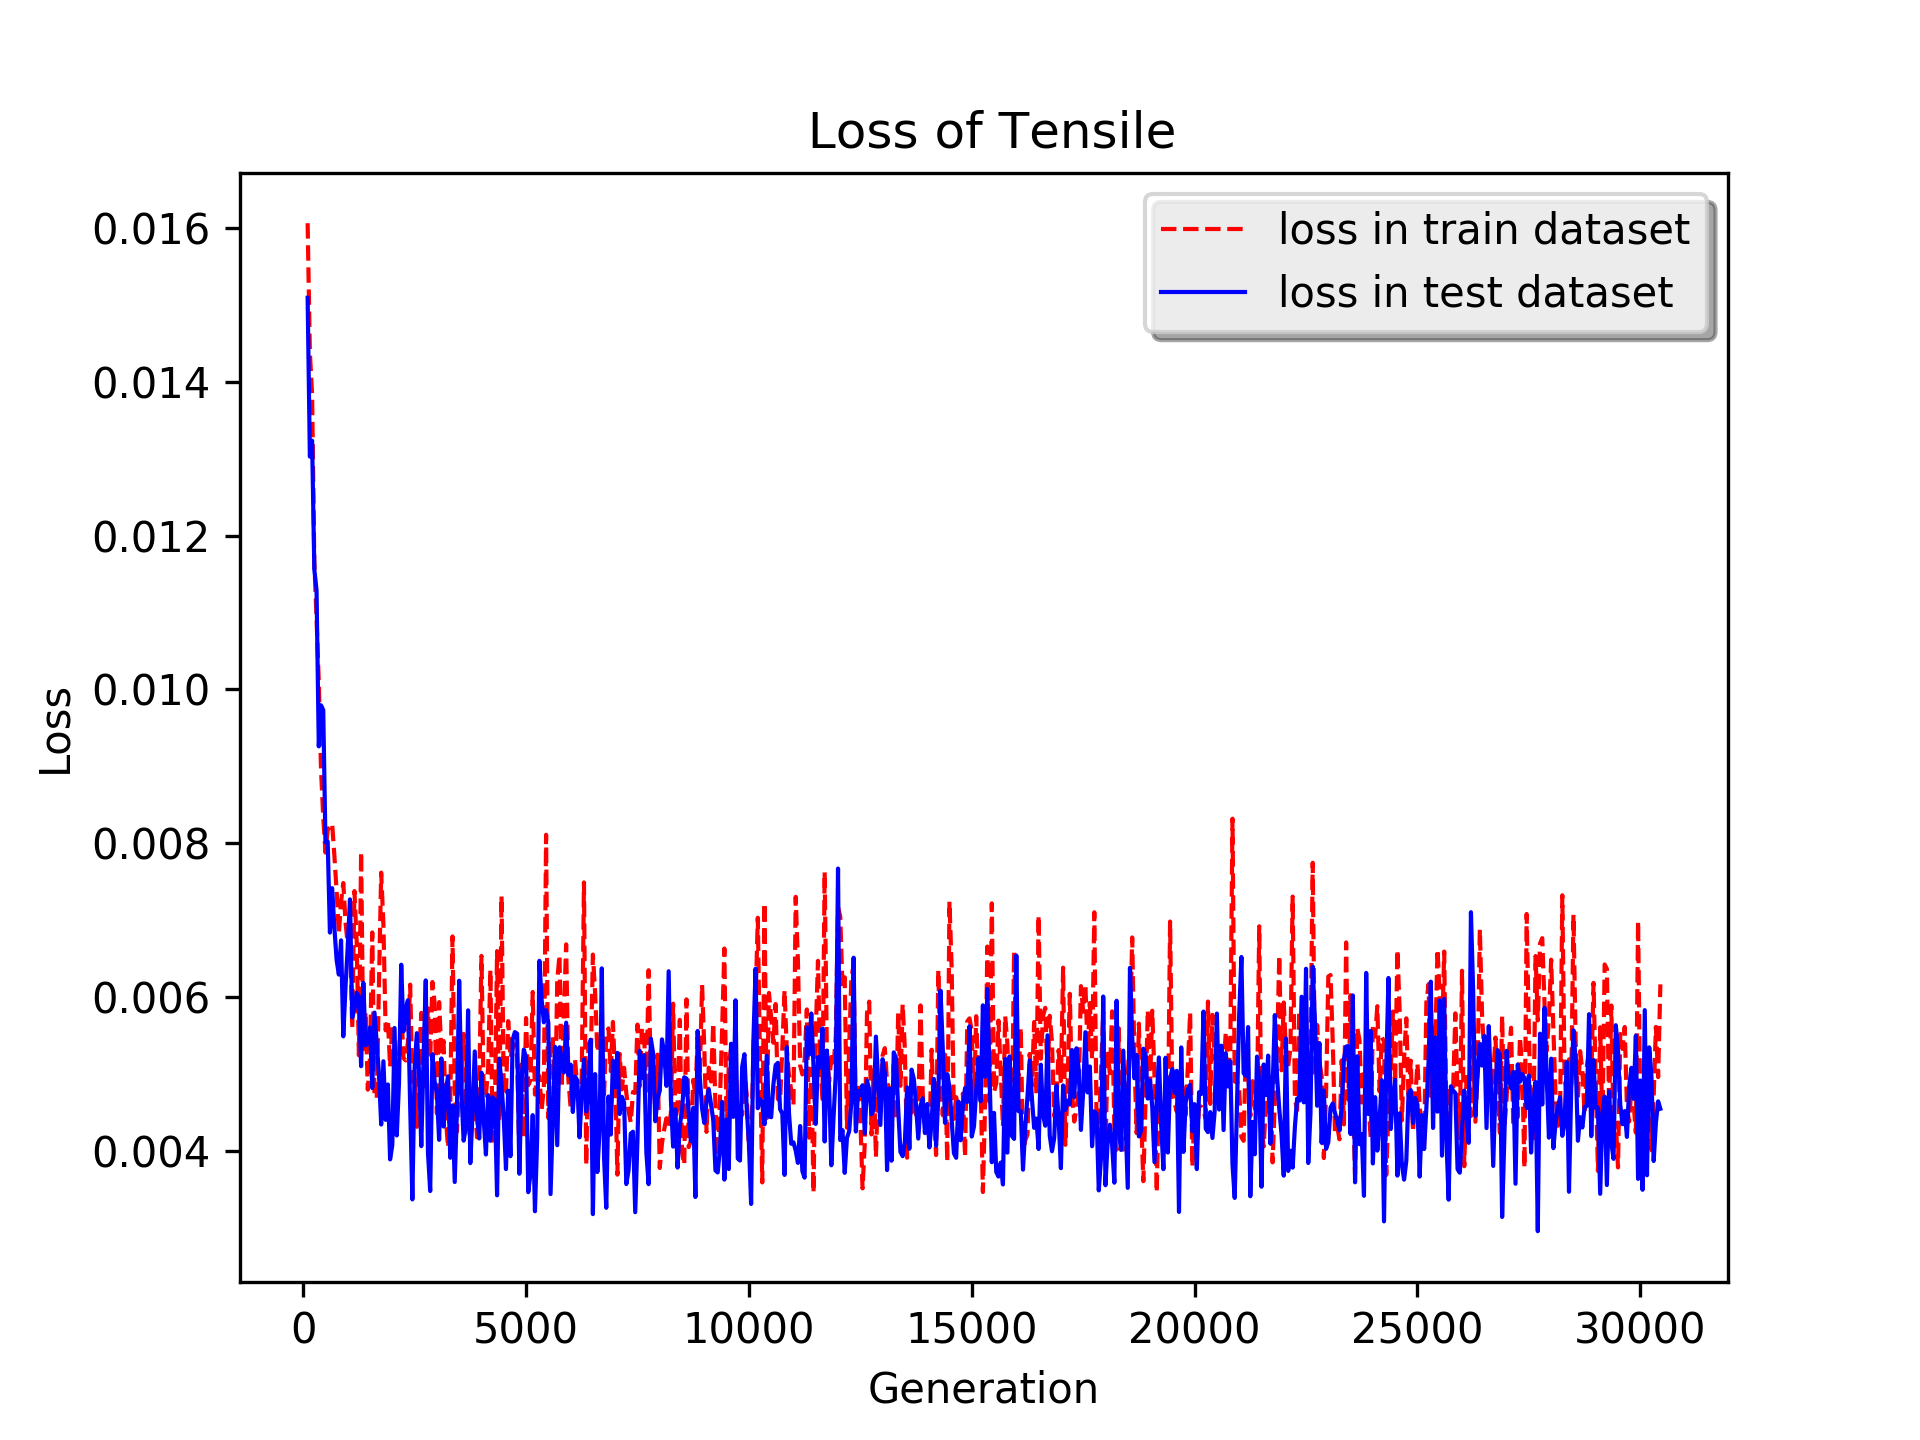 Loss of Tensile
loss in train dataset
loss in test dataset
0.016
0.014
0.012
0.010
0.008
0.006
0.004
Loss
0 5000 10000 15000 20000 25000 30000
Generation